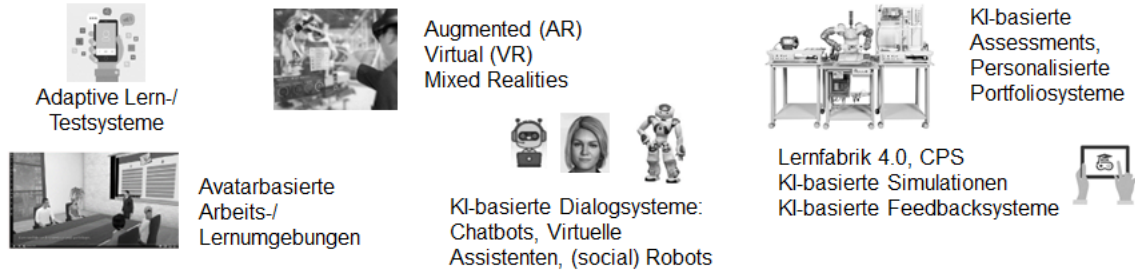 Adaptive Lern-/
Testsysteme
Augmented (AR)
Virtual (VR)
Mixed Realities
KI-basierte
Assessments,
Personalisierte
Portfoliosysteme
Avatarbasierte
Arbeits-/
Lernumgebungen
KI-basierte Dialogsysteme:
Chatbots, Virtuelle
Assistenten, (social) Robots
Lernfabrik 4.0, CPS
KI-basierte Simulationen
KI-basierte Feedbacksysteme